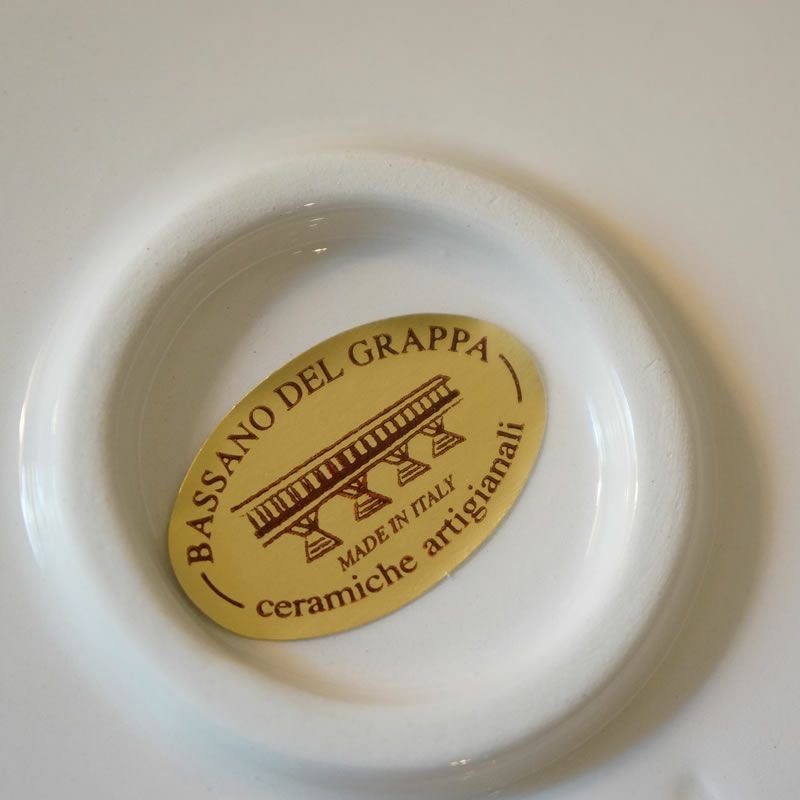 BASSANO DEL GRAPPA
MADE IN ITALY
ceramiche artigianali